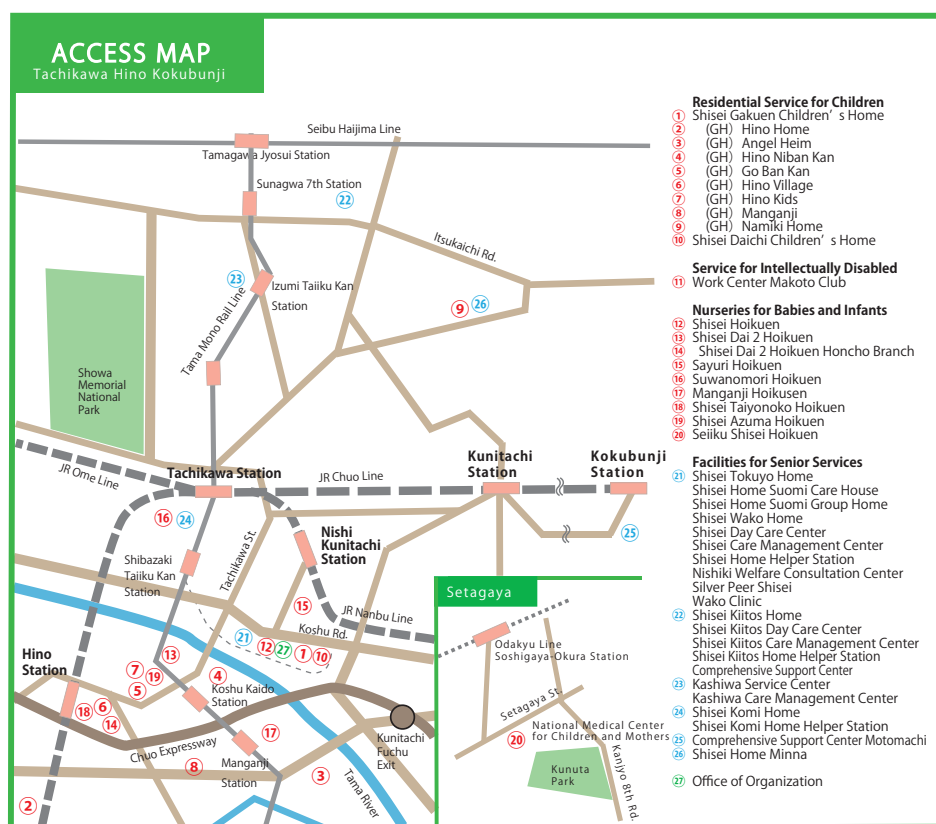 ACCESS MAP
Tachikawa Hino Kokubunji
Seibu Haijima Line
Tamagawa Jyosui Station
Sunagwa 7th Station
22
Itsukaichi Rd.
23
Izumi Taiiku Kan
Station
9
26
Tama Mono Rail Line
Showa
Memorial
National
Park
JR Ome Line
Tachikawa Station
JR Chuo Line
Kunitachi
Station
Kokubunji
Station
16
24
25
Nishi
Kunitachi
Station
Shibazaki
Taiiku Kan
Station
Tachikawa St.
15
JR Nanbu Line
Koshu Rd.
21
12
27
1
10
Hino
Station
13
7
19
5
4
Koshu Kaido
Station
6
18
14
17
Chuo Expressway
Manganji
Station
8
3
Tama River
Kunitachi
Fuchu
Exit
2
Setagaya
Odakyu Line
Soshigaya-Okura Station
Setagaya St.
20
National Medical Center
for Children and Mothers
Kunuta
Park
Kanjyo 8th Rd.
Residential Service for Children
1 Shisei Gakuen Children’s Home
2 (GH) Hino Home
3 (GH) Angel Heim
4 (GH) Hino Niban Kan
5 (GH) Go Ban Kan
6 (GH) Hino Village
7 (GH) Hino Kids
8 (GH) Manganji
9 (GH) Namiki Home
10 Shisei Daichi Children’s Home
Service for Intellectually Disabled
11 Work Center Makoto Club
Nurseries for Babies and Infants
12 Shisei Hoikuen
13 Shisei Dai 2 Hoikuen
14 Shisei Dai 2 Hoikuen Honcho Branch
15 Sayuri Hoikuen
16 Suwanomori Hoikuen
17 Manganji Hoikusen
18 Shisei Taiyonoko Hoikuen
19 Shisei Azuma Hoikuen
20 Seiiku Shisei Hoikuen
Facilities for Senior Services
21 Shisei Tokuyo Home
Shisei Home Suomi Care House
Shisei Home Suomi Group Home
Shisei Wako Home
Shisei Day Care Center
Shisei Care Management Center
Shisei Home Helper Station
Nishiki Welfare Consultation Center
Silver Peer Shisei
Wako Clinic
22 Shisei Kiitos Home
Shisei Kiitos Day Care Center
Shisei Kiitos Care Management Center
Shisei Kiitos Home Helper Station
Comprehensive Support Center
23 Kashiwa Service Center
Kashiwa Care Management Center
24 Shisei Komi Home
Shisei Komi Home Helper Station
25 Comprehensive Support Center Motomachi
26 Shisei Home Minna
27 Office of Organization